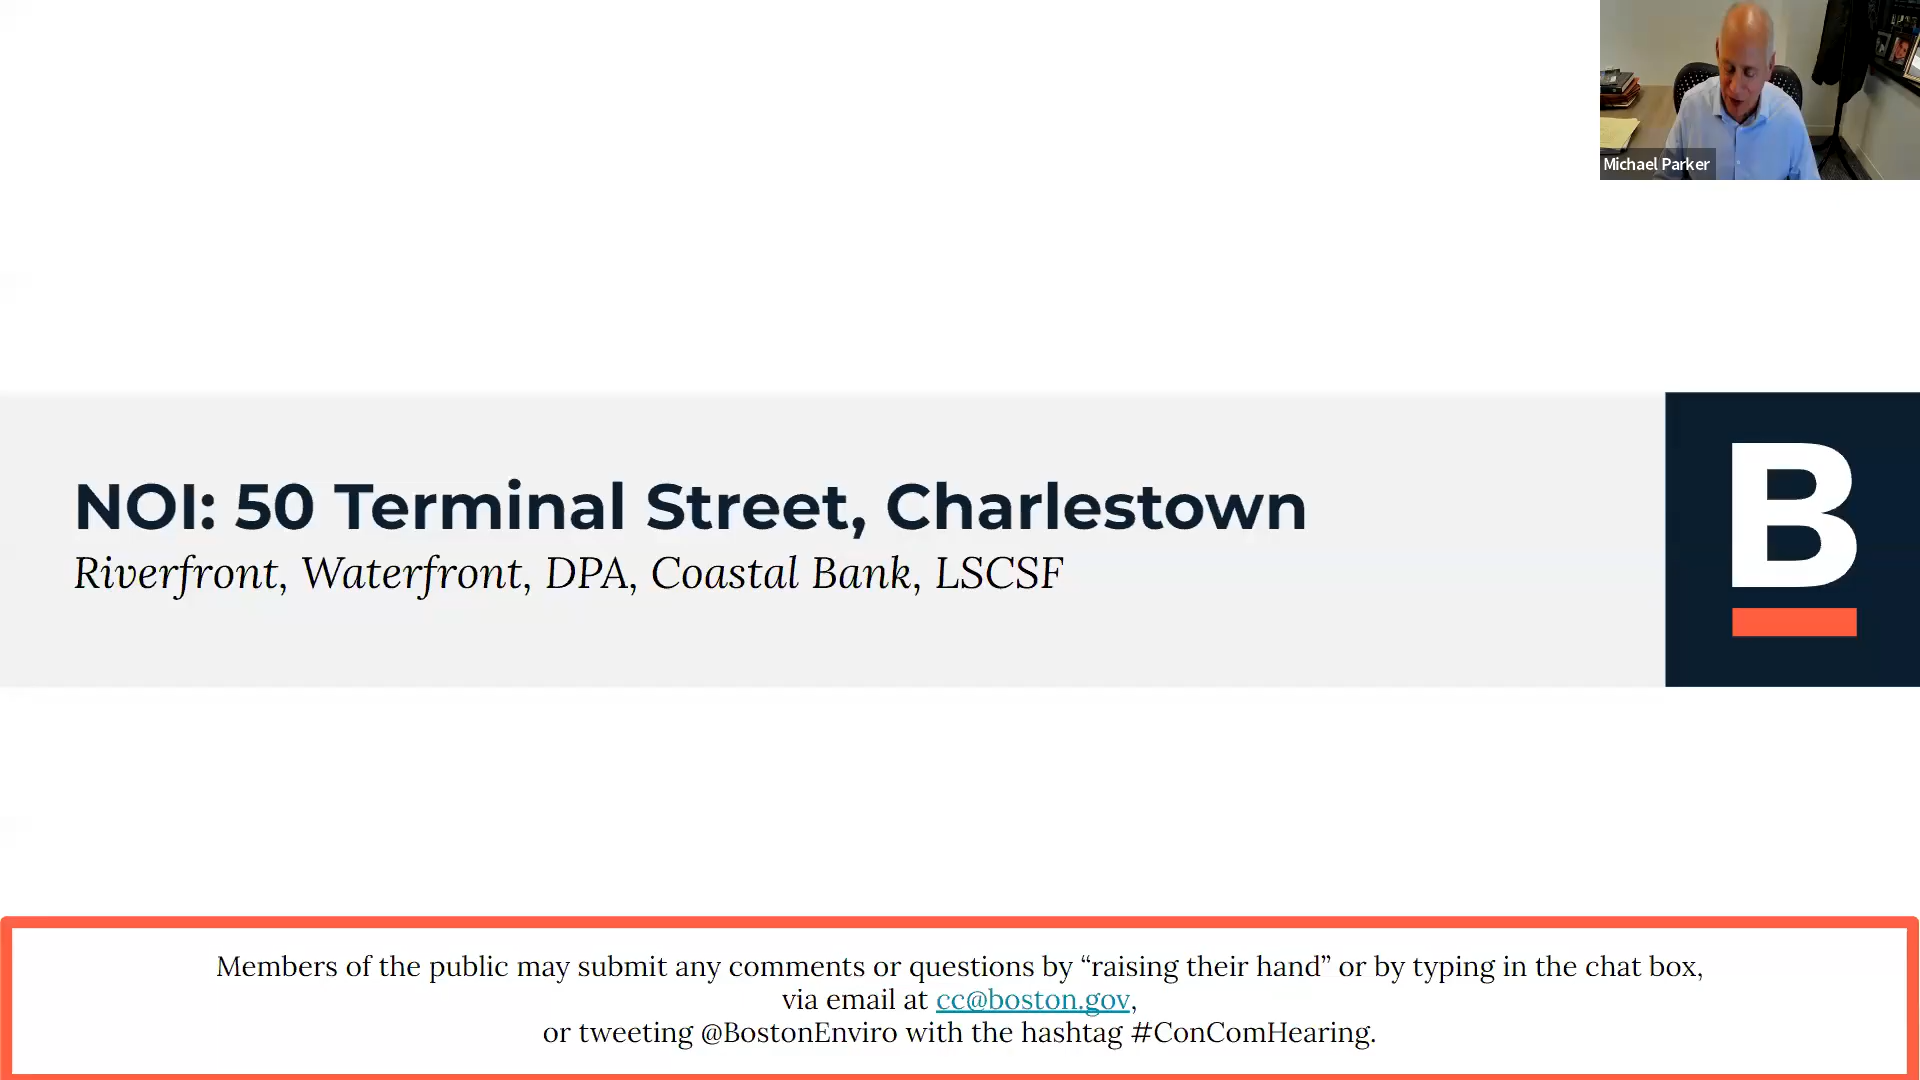 Michael Parker
NOI: 50 Terminal Street, Charlestown
Riverfront, Waterfront, DPA, Coastal Bank, LSCSF
B
Members of the public may submit any comments or questions by “raising their hand” or by typing in the chat box,
via email at cc@boston.gov,
or tweeting @BostonEnviro with the hashtag #ConComHearing.